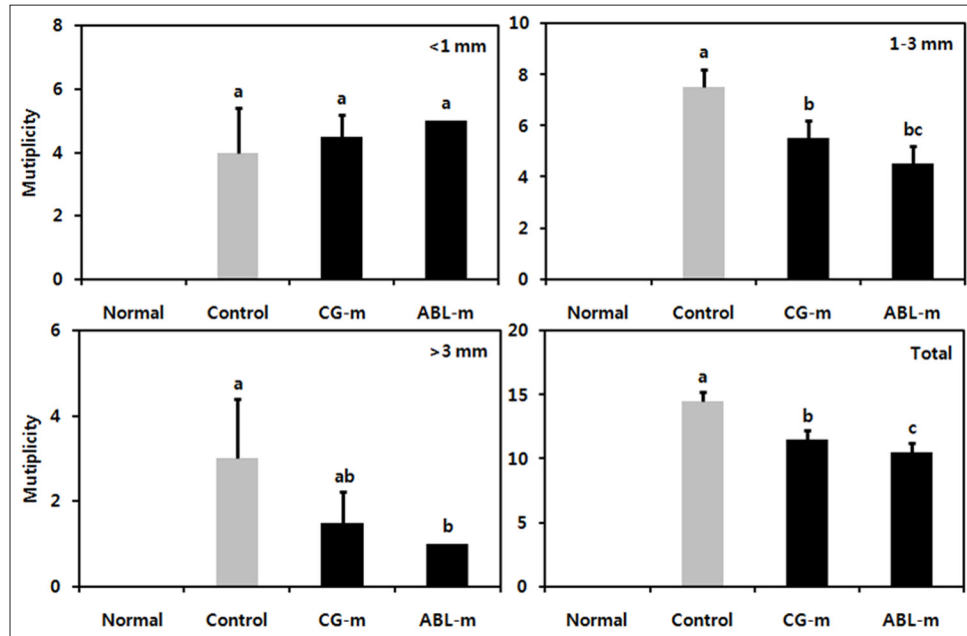 8
6
4
2
0
Mutiplicity
<1 mm
a
a
a
Normal Control CG-m ABL-m
10
8
6
4
2
0
1-3 mm
a
b
bc
Normal Control CG-m ABL-m
6
4
2
0
Mutiplicity
>3 mm
a
ab
b
Normal Control CG-m ABL-m
20
15
10
5
0
Total
a
b
c
Normal Control CG-m ABL-m